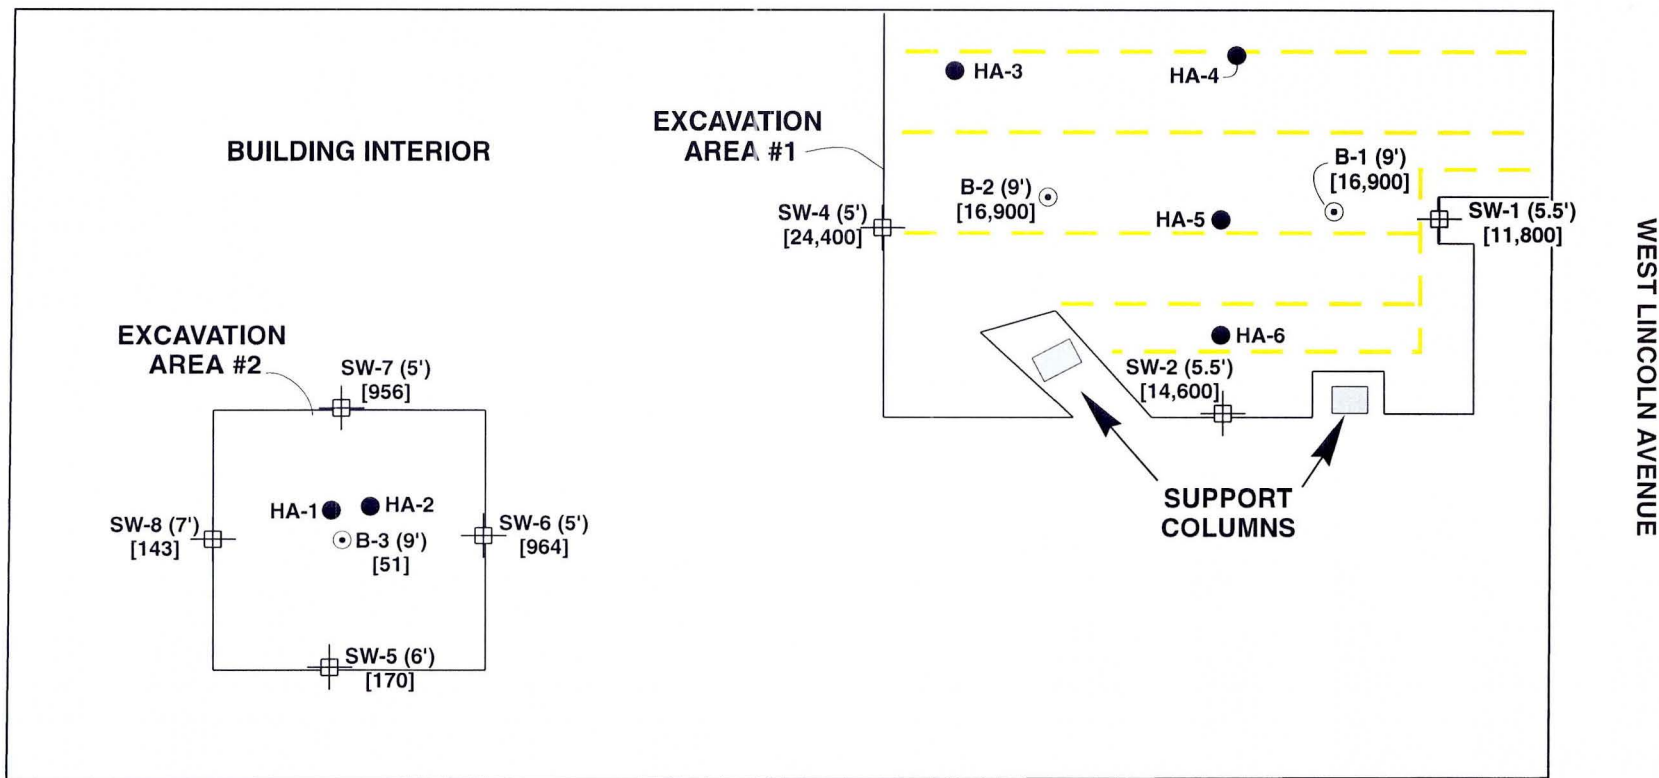 HA-3
HA-4
EXCAVATION
AREA #1
BUILDING INTERIOR
B-1 (9')
[16,900]
B-2 (9')
[16,900]
SW-4 (5')
[24,400]
HA-5
SW-1 (5.5')
[11,800]
WEST LINCOLN AVENUE
EXCAVATION
AREA #2
HA-6
SW-7 (5')
[956]
SW-2 (5.5')
[14,600]
SUPPORT
COLUMNS
HA-1
HA-2
SW-8 (7')
[143]
B-3 (9')
[51]
SW-6 (5')
[964]
SW-5 (6')
[170]